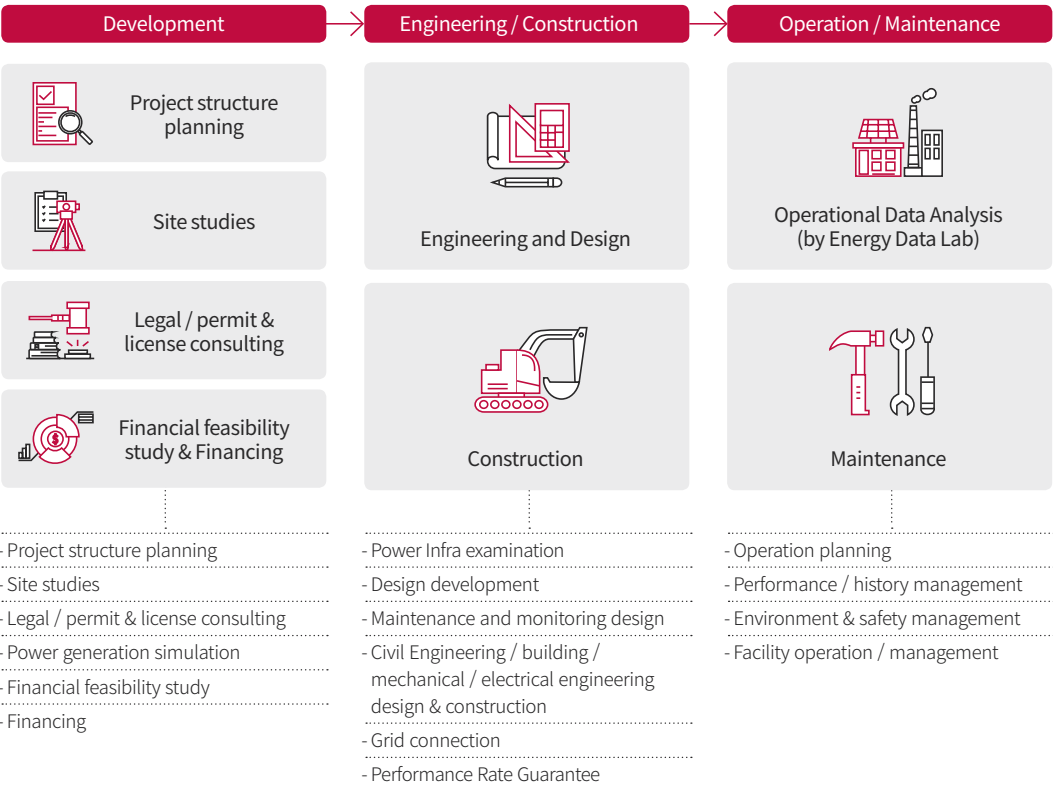 Development
Project structure
planning
Site studies
Legal / permit &
license consulting
Financial feasibility
study & Financing
- Project structure planning
- Site studies
- Legal / permit & license consulting
- Power generation simulation
- Financial feasibility study
- Financing
Engineering / Construction
Engineering and Design
Construction
- Power Infra examination
- Design development
- Maintenance and monitoring design
- Civil Engineering / building /
mechanical / electrical engineering
design & construction
- Grid connection
- Performance Rate Guarantee
Operation / Maintenance
Operational Data Analysis
(by Energy Data Lab)
Maintenance
- Operation planning
- Performance / history management
- Environment & safety management
- Facility operation / management